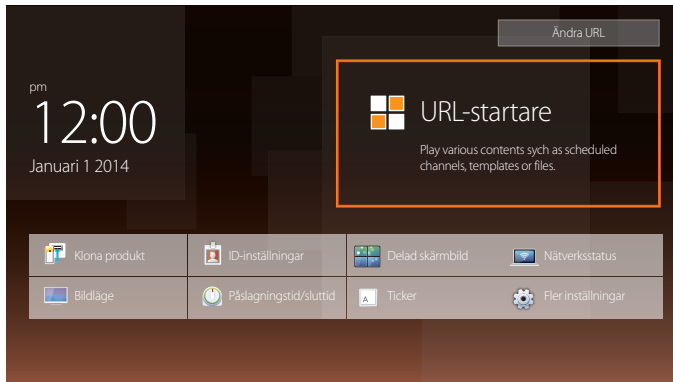 Ändra URL
pm
12:00
Januari 1 2014
URL-startare
Play various contents sych as scheduled
channels, templates or files.
Klona produkt
ID-inställningar
Delad skärmbild
Nätverksstatus
Bildläge
Påslagningstid/sluttid
A
Ticker
Fler inställningar